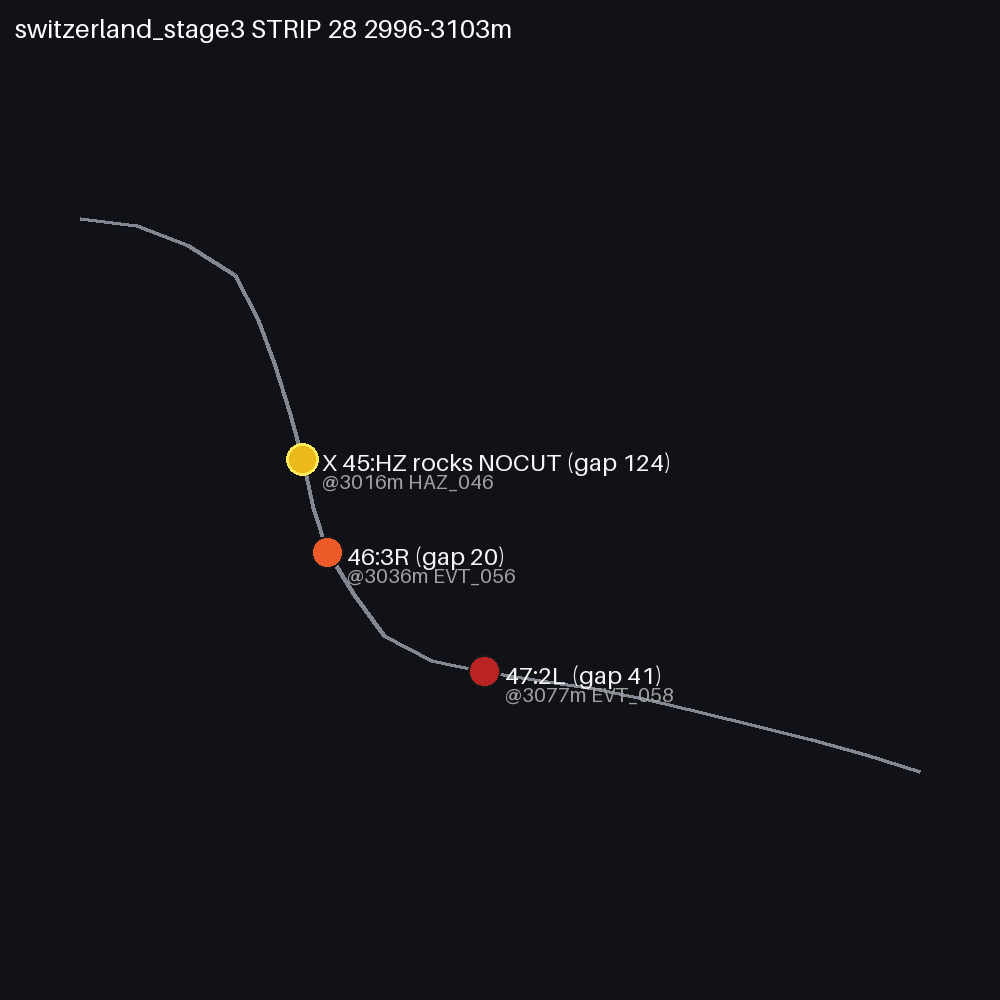 switzerland_stage3 STRIP 28 2996-3103m
X 45:HZ rocks NOCUT (gap 124)
@3016m HAZ_046
46:3R (gap 20)
@3036m EVT_056
47:2L (gap 41)
@3077m EVT_058